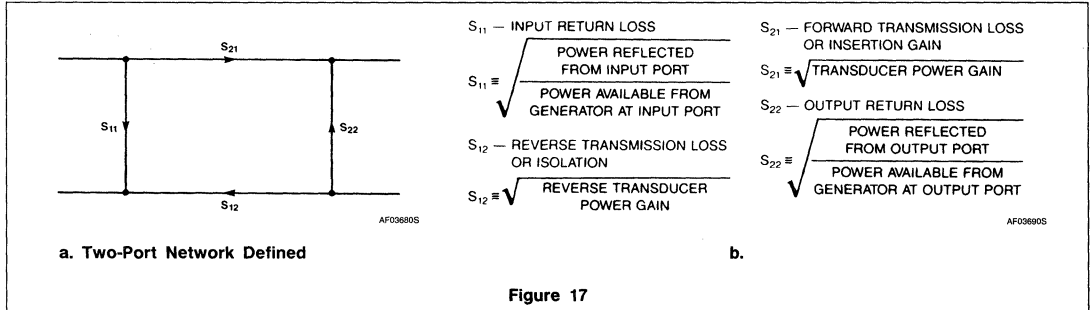 S21
S11
S22
S12
AF03680S
a. Two-Port Network Defined
S11 — INPUT RETURN LOSS
S11 ≡ √
POWER REFLECTED
FROM INPUT PORT
POWER AVAILABLE FROM
GENERATOR AT INPUT PORT
S12 — REVERSE TRANSMISSION LOSS
OR ISOLATION
S12 ≡ √ REVERSE TRANSDUCER
POWER GAIN
S21 — FORWARD TRANSMISSION LOSS
OR INSERTION GAIN
S21 ≡ √ TRANSDUCER POWER GAIN
S22 — OUTPUT RETURN LOSS
S22 ≡ √
POWER REFLECTED
FROM OUTPUT PORT
POWER AVAILABLE FROM
GENERATOR AT OUTPUT PORT
AF03690S
b.
Figure 17